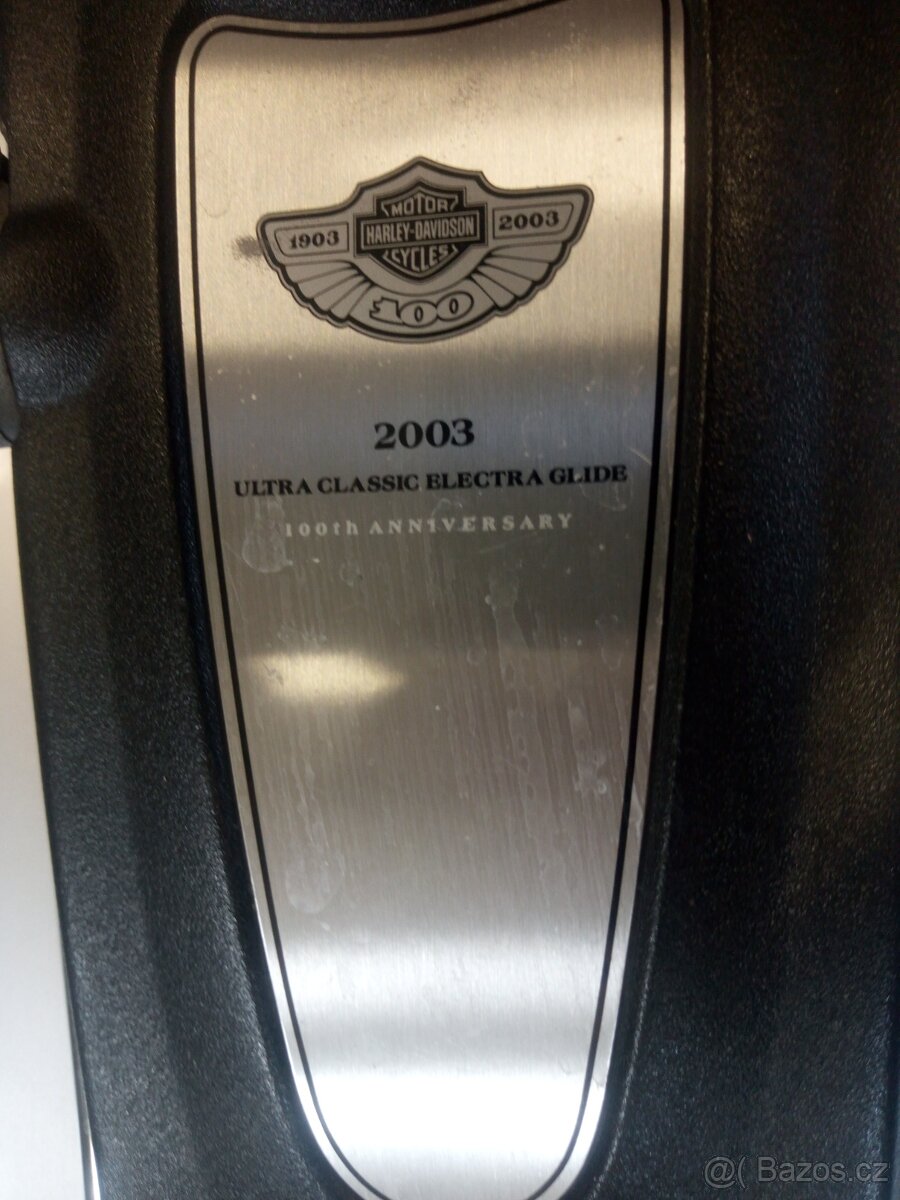 MOTOR
1903 HARLEY-DAVIDSON 2003
CYCLES
100
2003
ULTRA CLASSIC ELECTRA GLIDE
100th ANNIVERSARY
@( Bazos.cz